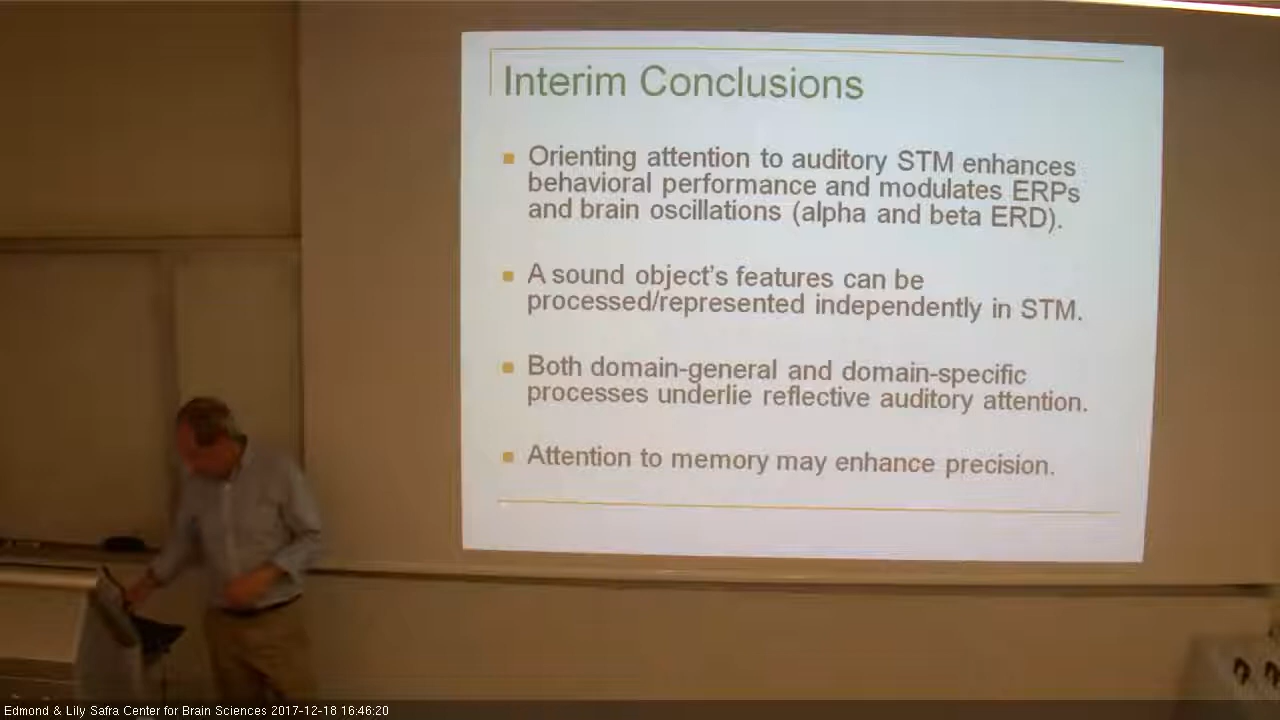 Interim Conclusions
Orienting attention to auditory STM enhances
behavioral performance and modulates ERPs
and brain oscillations (alpha and beta ERD).
A sound object's features can be
processed/represented independently in STM.
Both domain-general and domain-specific
processes underlie reflective auditory attention.
Attention to memory may enhance precision.
Edmond & Lily Safra Center for Brain Sciences 2017-12-18 16:46:20